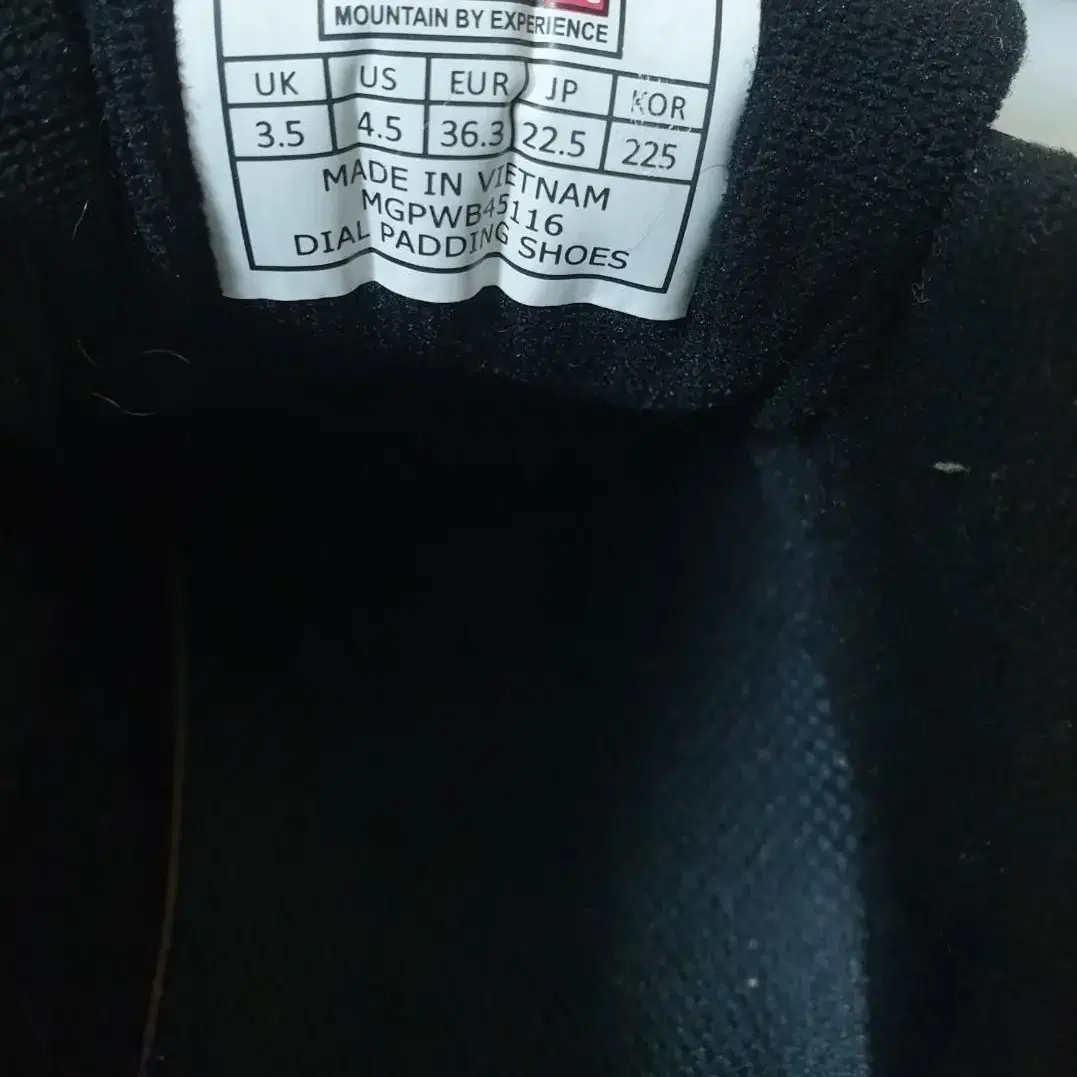 MOUNTAIN BY EXPERIENCE
UK US EUR JP KOR
3.5 4.5 36.3 22.5 225
MADE IN VIETNAM
MGPWB45116
DIAL PADDING SHOES